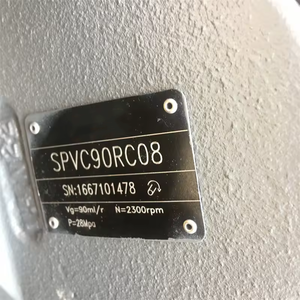 SPVC90RC08
SN:1667101478
Vg=90ml/r N=2300rpm
P=28Mpa